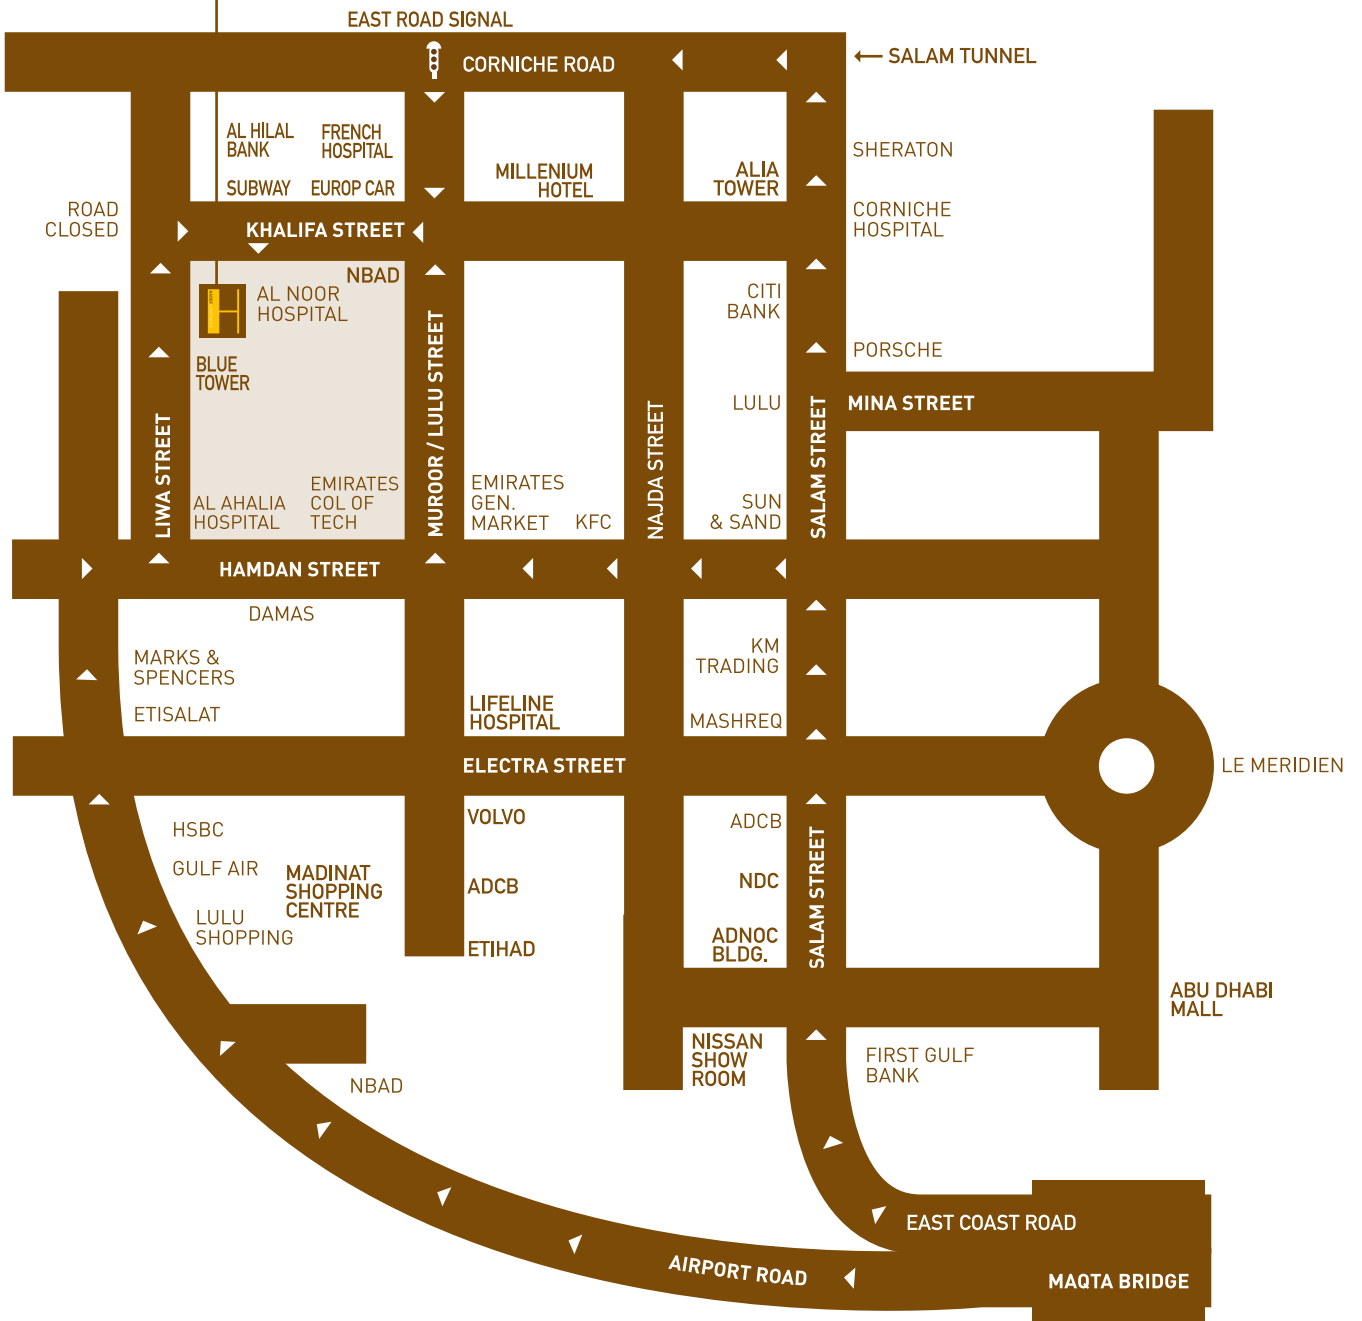 EAST ROAD SIGNAL
CORNICHE ROAD
SALAM TUNNEL
AL HILAL
BANK
FRENCH
HOSPITAL
SUBWAY
EUROP CAR
MILLENIUM
HOTEL
ALIA
TOWER
SHERATON
ROAD
CLOSED
CORNICHE
HOSPITAL
KHALIFA STREET
NBAD
AL NOOR
HOSPITAL
CITI
BANK
BLUE
TOWER
PORSCHE
LULU
MINA STREET
LIWA STREET
MUROOR / LULU STREET
NAJDA STREET
SALAM STREET
AL AHALIA
HOSPITAL
EMIRATES
COL OF
TECH
EMIRATES
GEN.
MARKET
KFC
SUN
& SAND
HAMDAN STREET
DAMAS
MARKS &
SPENCERS
ETISALAT
KM
TRADING
LIFELINE
HOSPITAL
MASHREQ
ELECTRA STREET
LE MERIDIEN
HSBC
GULF AIR
LULU
SHOPPING
MADINAT
SHOPPING
CENTRE
VOLVO
ADCB
ETIHAD
ADCB
NDC
ADNOC
BLDG.
SALAM STREET
ABU DHABI
MALL
NISSAN
SHOW
ROOM
FIRST GULF
BANK
NBAD
EAST COAST ROAD
AIRPORT ROAD
MAQTA BRIDGE